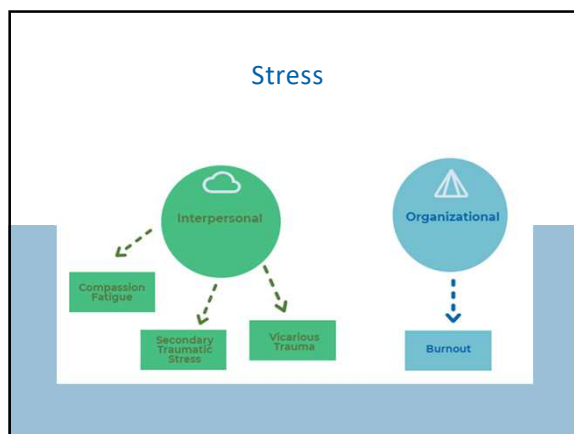 Stress
Interpersonal
Organizational
Compassion
Fatigue
Secondary
Traumatic
Stress
Vicarious
Trauma
Burnout